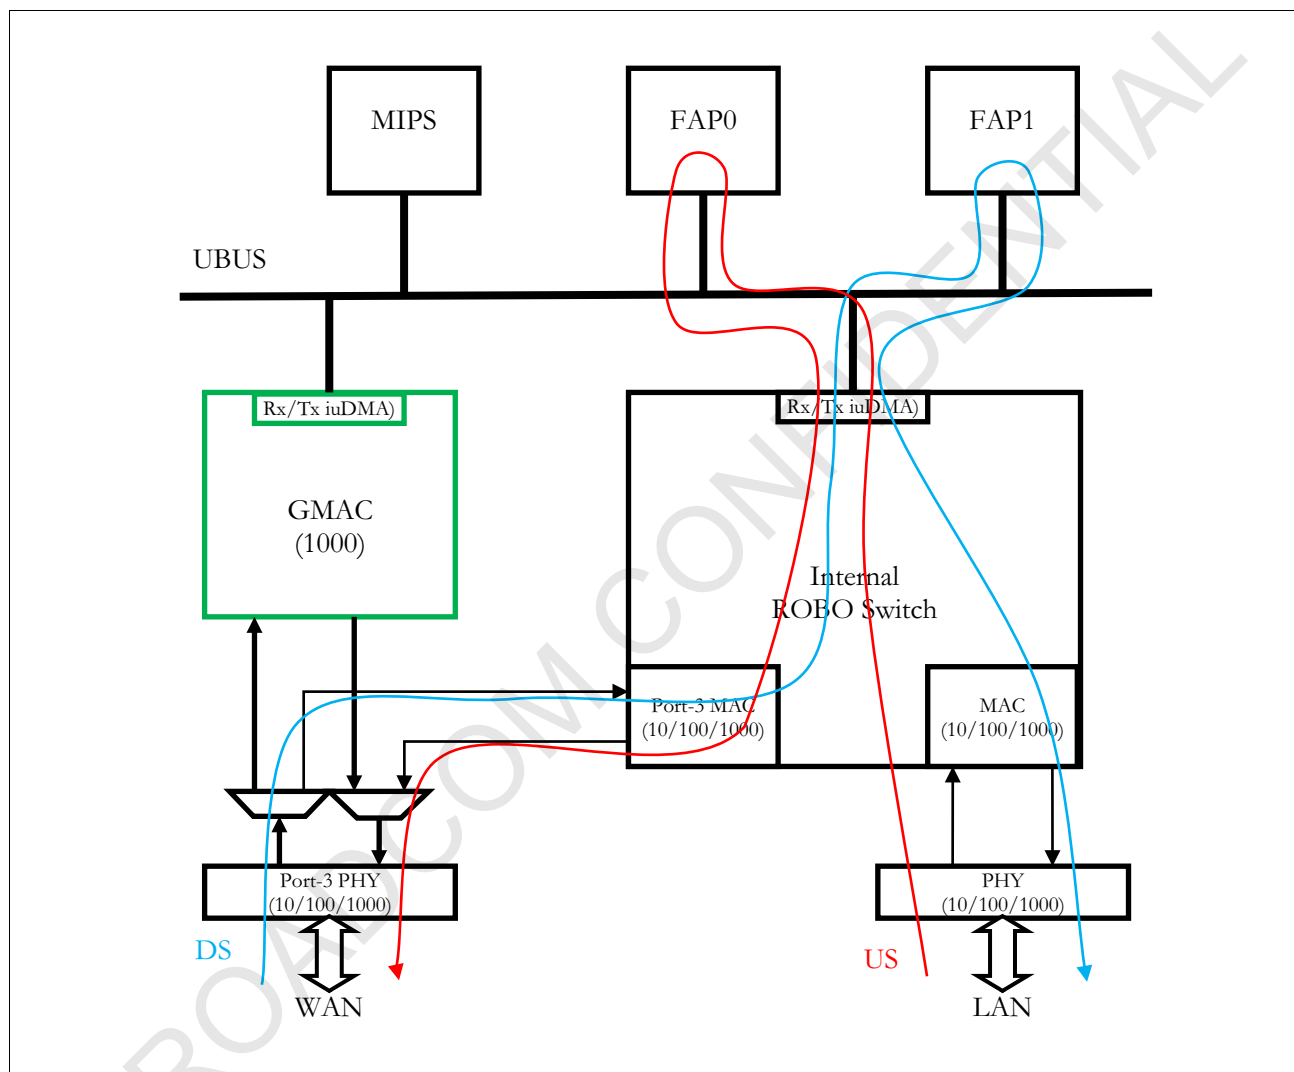 MIPS
FAP0
FAP1
UBUS
Rx/Tx iuDMA)
Rx/Tx iuDMA)
GMAC
(1000)
Internal
ROBO Switch
Port-3 MAC
(10/100/1000)
MAC
(10/100/1000)
Port-3 PHY
(10/100/1000)
PHY
(10/100/1000)
DS
US
WAN
LAN
ROADCOM CONFIDENTIAL